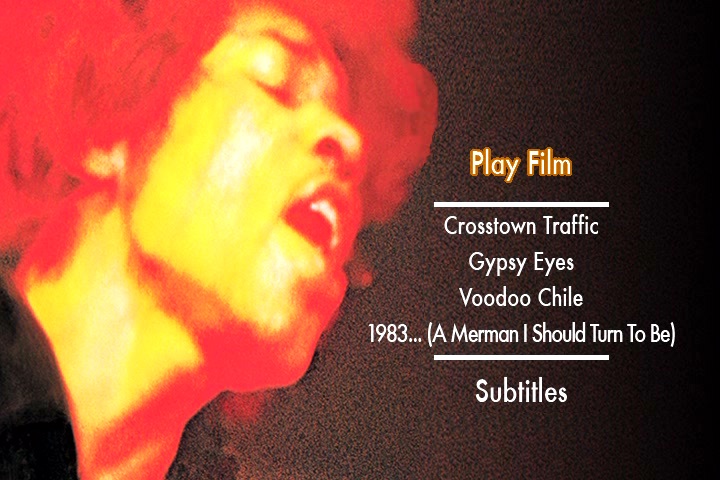 Play Film
Crosstown Traffic
Gypsy Eyes
Voodoo Chile
1983... (A Merman I Should Turn To Be)
Subtitles